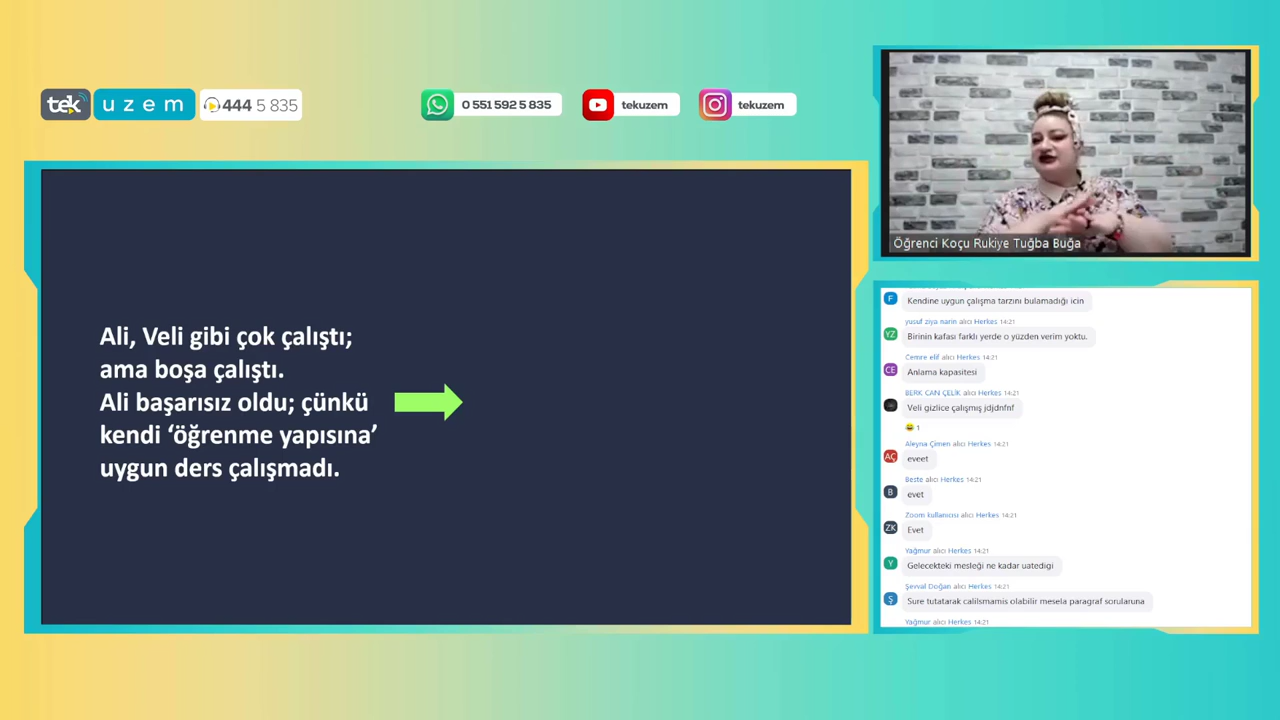 tek uzem 444 5 835
0 551 592 5 835
tekuzem
tekuzem
Ali, Veli gibi çok çalıştı;
ama boşa çalıştı.
Ali başarısız oldu; çünkü
kendi ‘öğrenme yapısına’
uygun ders çalışmadı.
Öğrenci Koçu Rukiye Tuğba Buğa
F
Kendine uygun çalışma tarzını bulamadığı icin
yusuf ziya narin alıcı Herkes 14:21
YZ
Birinin kafası farklı yerde o yüzden verim yoktu.
Cemre elif alıcı Herkes 14:21
CE
Anlama kapasitesi
BERK CAN ÇELİK alıcı Herkes 14:21
Veli gizlice çalışmış jdjdnfnf
1
Aleyna Çimen alıcı Herkes 14:21
AÇ
eveet
Beste alıcı Herkes 14:21
B
evet
Zoom kullanıcısı alıcı Herkes 14:21
ZK
Evet
Yağmur alıcı Herkes 14:21
Y
Gelecekteki mesleği ne kadar uatedigi
Şevval Doğan alıcı Herkes 14:21
Ş
Sure tutatarak calilsmamis olabilir mesela paragraf sorularuna
Yağmur alıcı Herkes 14:21